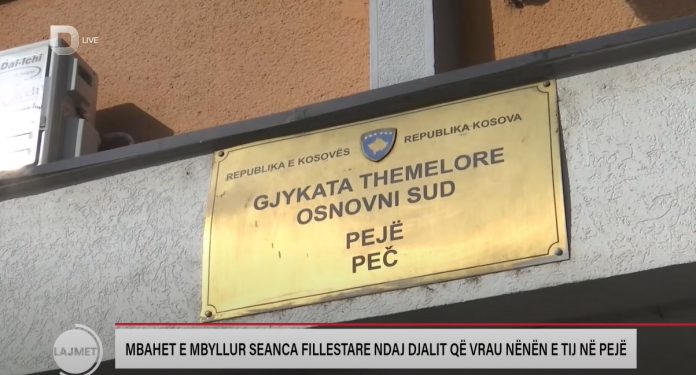 D LIVE
Dai-Ichi
REPUBLIKA E KOSOVËS
REPUBLIKA KOSOVA
GJYKATA THEMELORE
OSNOVNI SUD
PEJË
PEČ
LAJMET
MBAHET E MBYLLUR SEANCA FILLESTARE NDAJ DJALIT QË VRAU NËNËN E TIJ NË PEJË